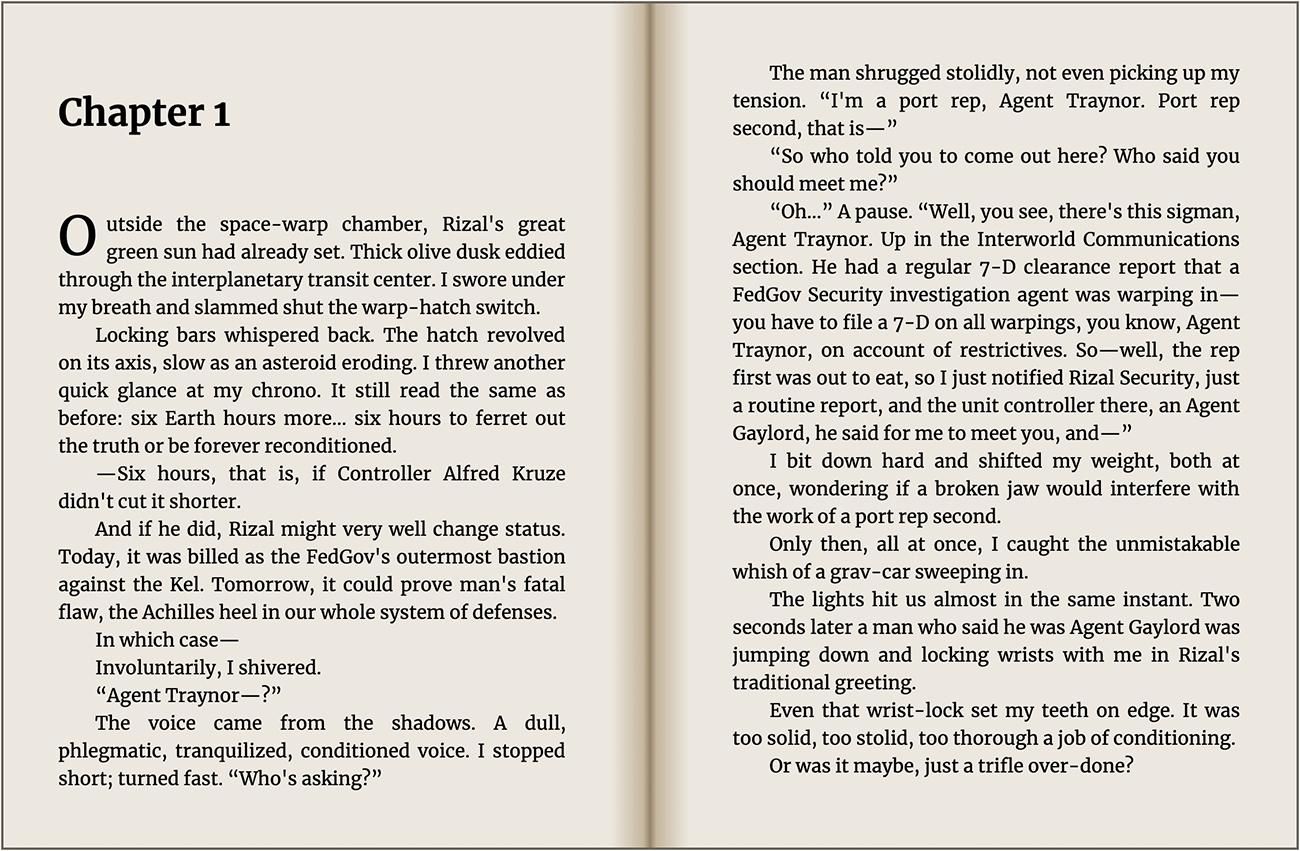 Chapter 1
Outside the space-warp chamber, Rizal's great
green sun had already set. Thick olive dusk eddied
through the interplanetary transit center. I swore under
my breath and slammed shut the warp-hatch switch.
Locking bars whispered back. The hatch revolved
on its axis, slow as an asteroid eroding. I threw another
quick glance at my chrono. It still read the same as
before: six Earth hours more... six hours to ferret out
the truth or be forever reconditioned.
—Six hours, that is, if Controller Alfred Kruze
didn't cut it shorter.
And if he did, Rizal might very well change status.
Today, it was billed as the FedGov's outermost bastion
against the Kel. Tomorrow, it could prove man's fatal
flaw, the Achilles heel in our whole system of defenses.
In which case—
Involuntarily, I shivered.
“Agent Traynor—?”
The voice came from the shadows. A dull,
phlegmatic, tranquilized, conditioned voice. I stopped
short; turned fast. “Who's asking?”
The man shrugged stolidly, not even picking up my
tension. “I'm a port rep, Agent Traynor. Port rep
second, that is—”
“So who told you to come out here? Who said you
should meet me?”
“Oh...” A pause. “Well, you see, there's this sigman,
Agent Traynor. Up in the Interworld Communications
section. He had a regular 7-D clearance report that a
FedGov Security investigation agent was warping in—
you have to file a 7-D on all warpings, you know, Agent
Traynor, on account of restrictives. So—well, the rep
first was out to eat, so I just notified Rizal Security, just
a routine report, and the unit controller there, an Agent
Gaylord, he said for me to meet you, and—”
I bit down hard and shifted my weight, both at
once, wondering if a broken jaw would interfere with
the work of a port rep second.
Only then, all at once, I caught the unmistakable
whish of a grav-car sweeping in.
The lights hit us almost in the same instant. Two
seconds later a man who said he was Agent Gaylord was
jumping down and locking wrists with me in Rizal's
traditional greeting.
Even that wrist-lock set my teeth on edge. It was
too solid, too stolid, too thorough a job of conditioning.
Or was it maybe, just a trifle over-done?